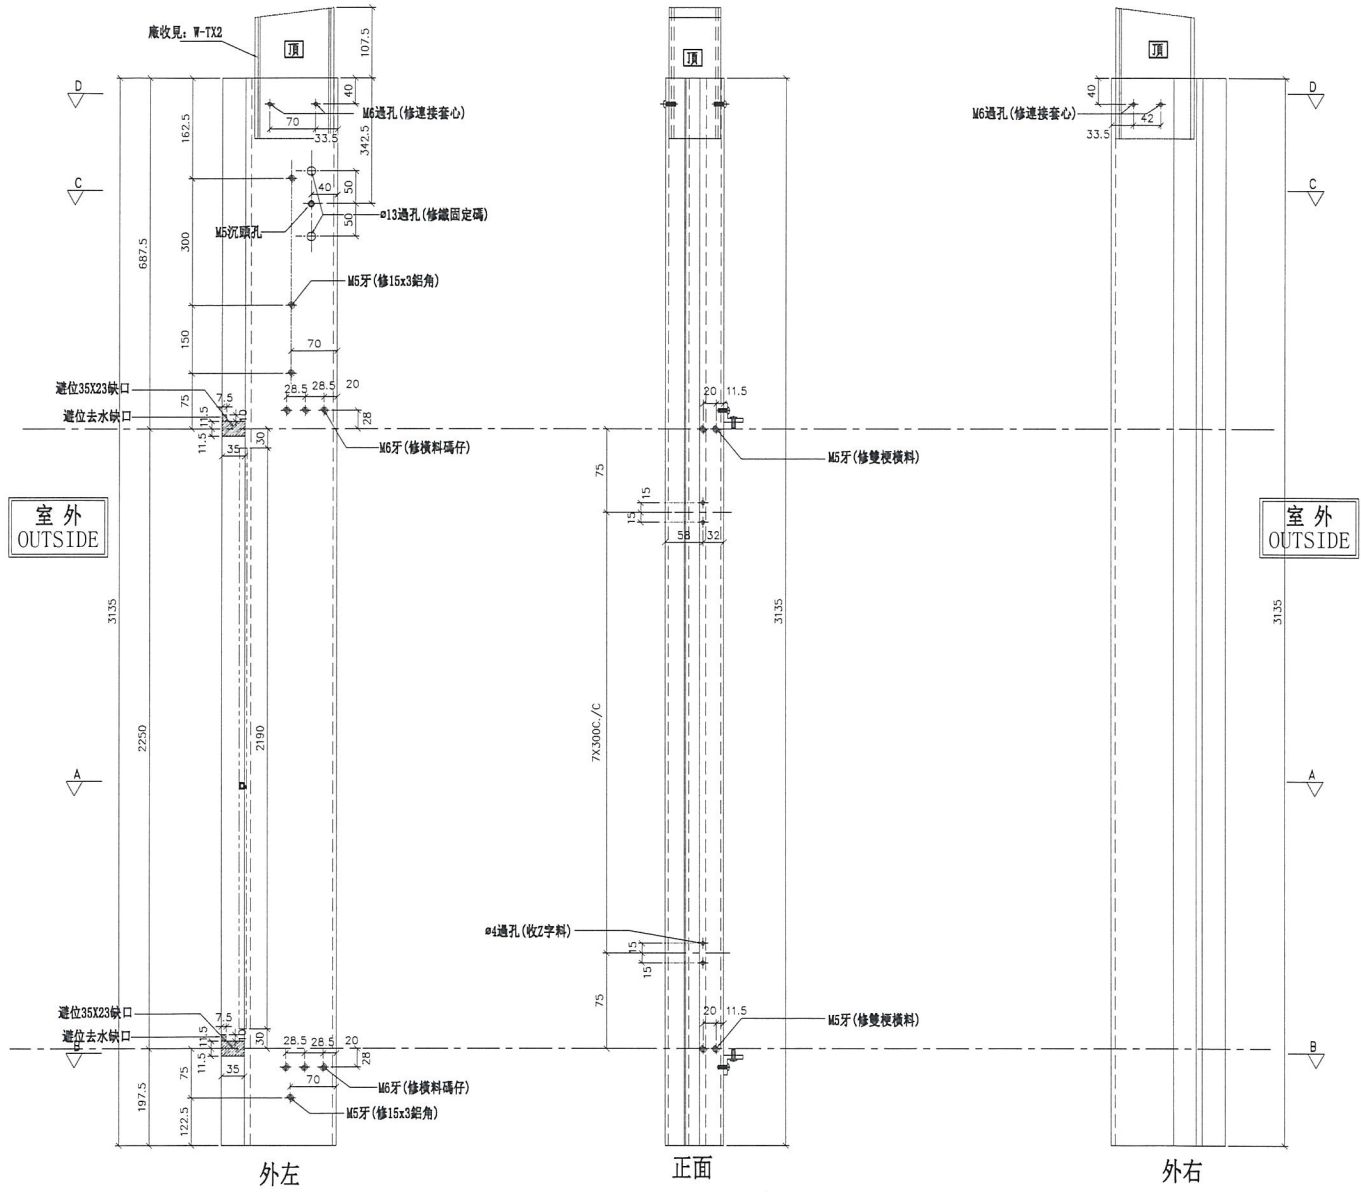 廠收見: W-TX2
頂
107.5
頂
頂
D
40
M6過孔(修連接套心)
70
33.5
342.5
162.5
40
M6過孔(修連接套心)
33.5
42
D
C
50
40
50
ø13過孔(修鐵固定碼)
M5沉頭孔
C
687.5
300
M5牙(修15x3鋁角)
150
70
避位35X23缺口
7.5
28.5
28.5
20
75
避位去水缺口
11.5
11.5
28
30
35
M6牙(修橫料碼仔)
20
11.5
M5牙(修雙梗橫料)
75
15
15
58
32
室外
OUTSIDE
室外
OUTSIDE
3135
3135
3135
2250
2190
7X300C./C
A
A
ø4過孔(收Z字料)
15
15
75
避位35X23缺口
7.5
避位去水缺口
11.5
11.5
30
28.5
28.5
20
28
20
11.5
M5牙(修雙梗橫料)
B
B
35
75
70
M6牙(修橫料碼仔)
M5牙(修15x3鋁角)
197.5
122.5
外左
正面
外右